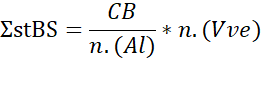 ΣstBS = CB / n.(Al) * n.(Vve)